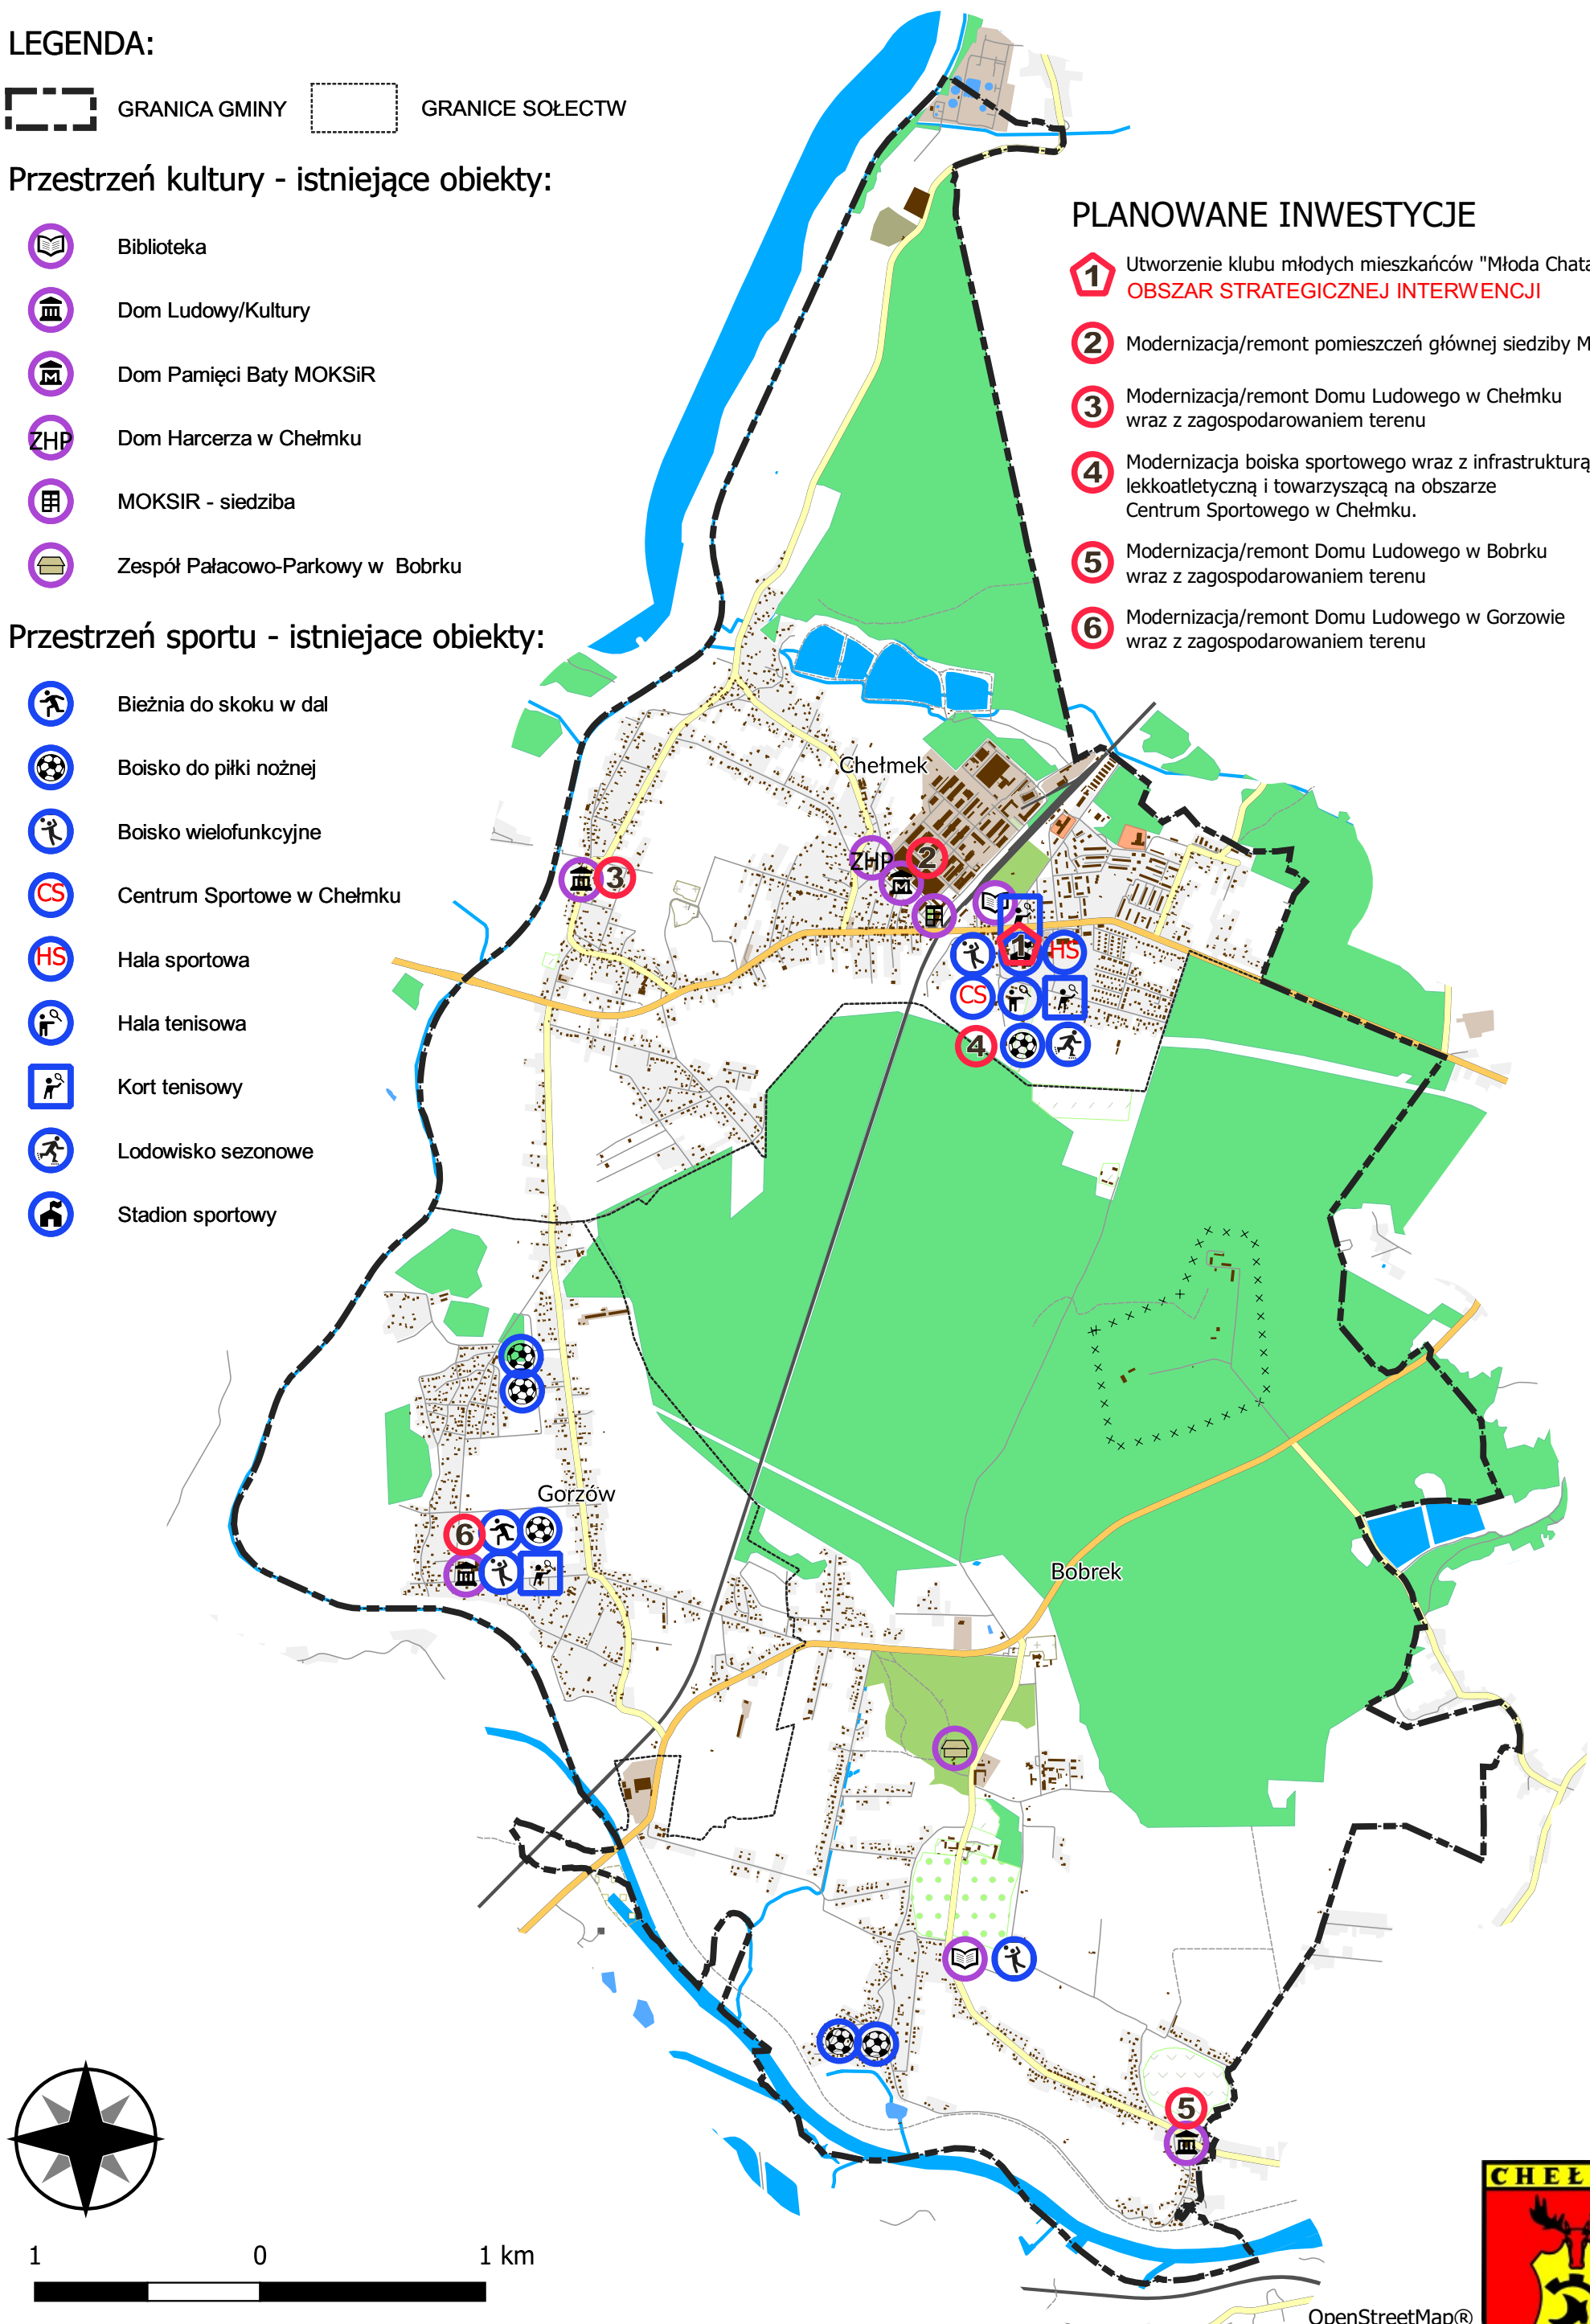 LEGENDA:
GRANICA GMINY
GRANICE SOŁECTW
Przestrzeń kultury - istniejące obiekty:
Biblioteka
Dom Ludowy/Kultury
Dom Pamięci Baty MOKSiR
ZHP Dom Harcerza w Chełmku
MOKSIR - siedziba
Zespół Pałacowo-Parkowy w Bobrku
Przestrzeń sportu - istniejace obiekty:
Bieżnia do skoku w dal
Boisko do piłki nożnej
Boisko wielofunkcyjne
CS Centrum Sportowe w Chełmku
HS Hala sportowa
Hala tenisowa
Kort tenisowy
Lodowisko sezonowe
Stadion sportowy
PLANOWANE INWESTYCJE
1 Utworzenie klubu młodych mieszkańców "Młoda Chata
OBSZAR STRATEGICZNEJ INTERWENCJI
2 Modernizacja/remont pomieszczeń głównej siedziby M
3 Modernizacja/remont Domu Ludowego w Chełmku
wraz z zagospodarowaniem terenu
4 Modernizacja boiska sportowego wraz z infrastrukturą
lekkoatletyczną i towarzyszącą na obszarze
Centrum Sportowego w Chełmku.
5 Modernizacja/remont Domu Ludowego w Bobrku
wraz z zagospodarowaniem terenu
6 Modernizacja/remont Domu Ludowego w Gorzowie
wraz z zagospodarowaniem terenu
Chełmek
ZHP
2
3
1
HS
CS
4
Gorzów
6
Bobrek
5
1 0 1 km
CHEŁ
OpenStreetMap®